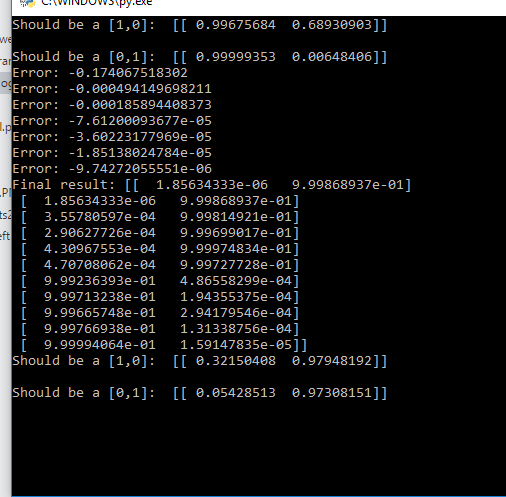 C:\WINDOWS\py.exe
Should be a [1,0]:  [[ 0.99675684  0.68930903]]
Should be a [0,1]:  [[ 0.99999353  0.00648406]]
Error: -0.174067518302
Error: -0.000494149698211
Error: -0.000185894408373
Error: -7.61200093677e-05
Error: -3.60223177969e-05
Error: -1.85138024784e-05
Error: -9.74272055551e-06
Final result: [[  1.85634333e-06   9.99868937e-01]
[  1.85634333e-06   9.99868937e-01]
[  3.55780597e-04   9.99814921e-01]
[  2.90627726e-04   9.99699017e-01]
[  4.30967553e-04   9.99974834e-01]
[  4.70708062e-04   9.99727728e-01]
[  9.99236393e-01   4.86558299e-04]
[  9.99713238e-01   1.94355375e-04]
[  9.99665748e-01   2.94179546e-04]
[  9.99766938e-01   1.31338756e-04]
[  9.99994064e-01   1.59147835e-05]]
Should be a [1,0]:  [[ 0.32150408  0.97948192]]
Should be a [0,1]:  [[ 0.05428513  0.97308151]]